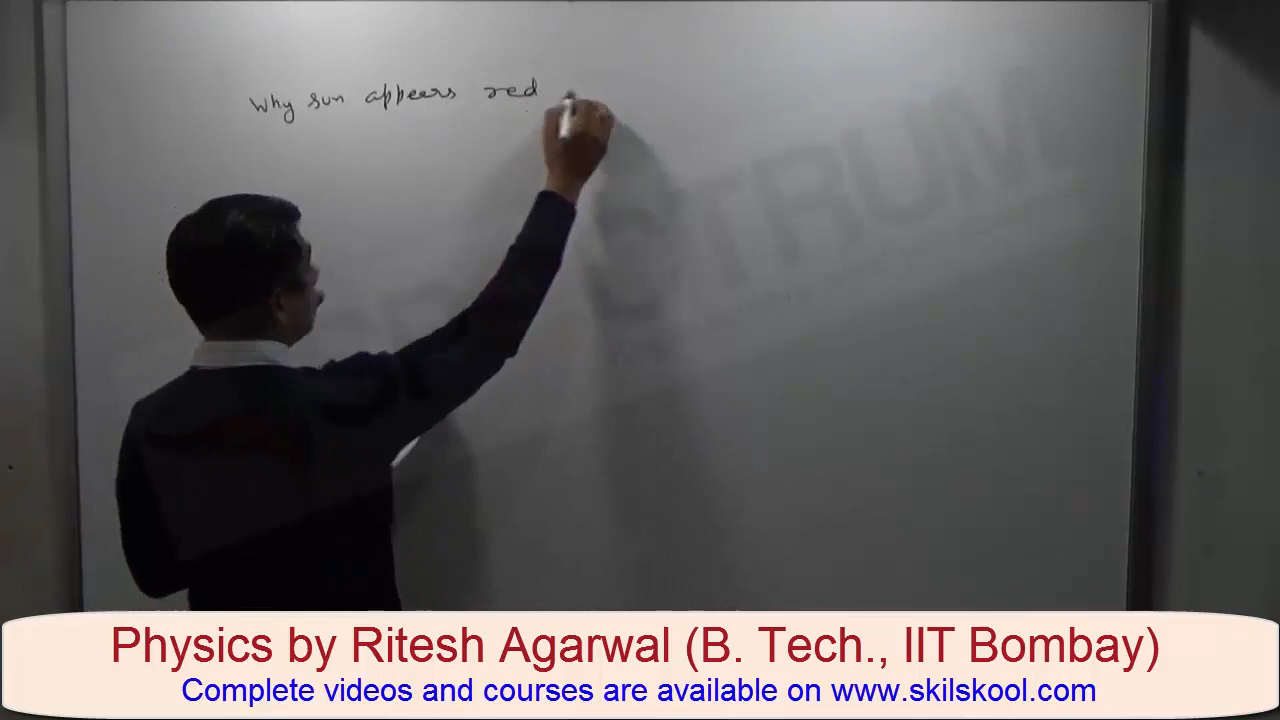 Why sun appears red
SPECTRUM
Physics by Ritesh Agarwal (B. Tech., IIT Bombay)
Complete videos and courses are available on www.skilskool.com